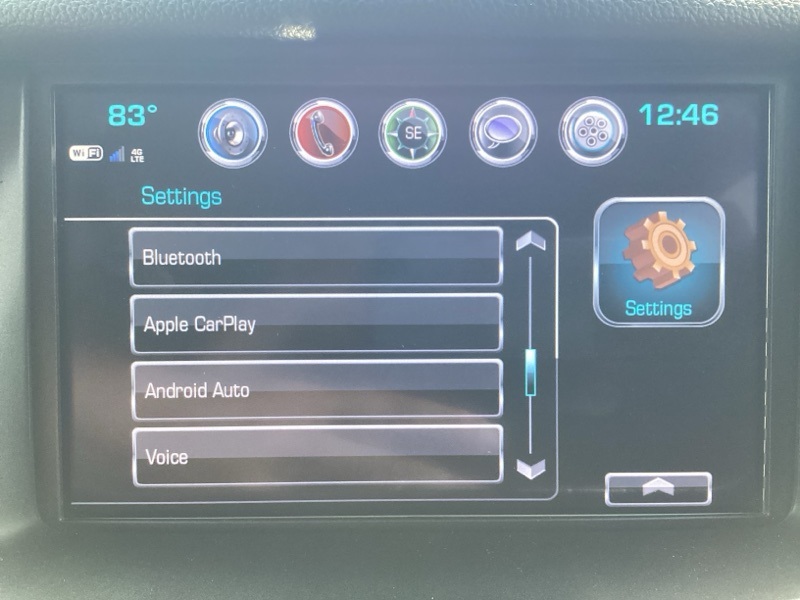 83°
SE
12:46
WiFi
4G
LTE
Settings
Bluetooth
Apple CarPlay
Android Auto
Voice
Settings